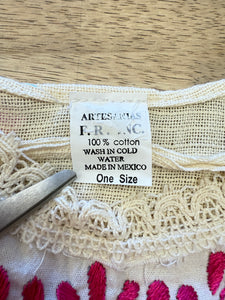 ARTESANIAS
F. R. INC.
100% cotton
WASH IN COLD
WATER
MADE IN MEXICO
One Size